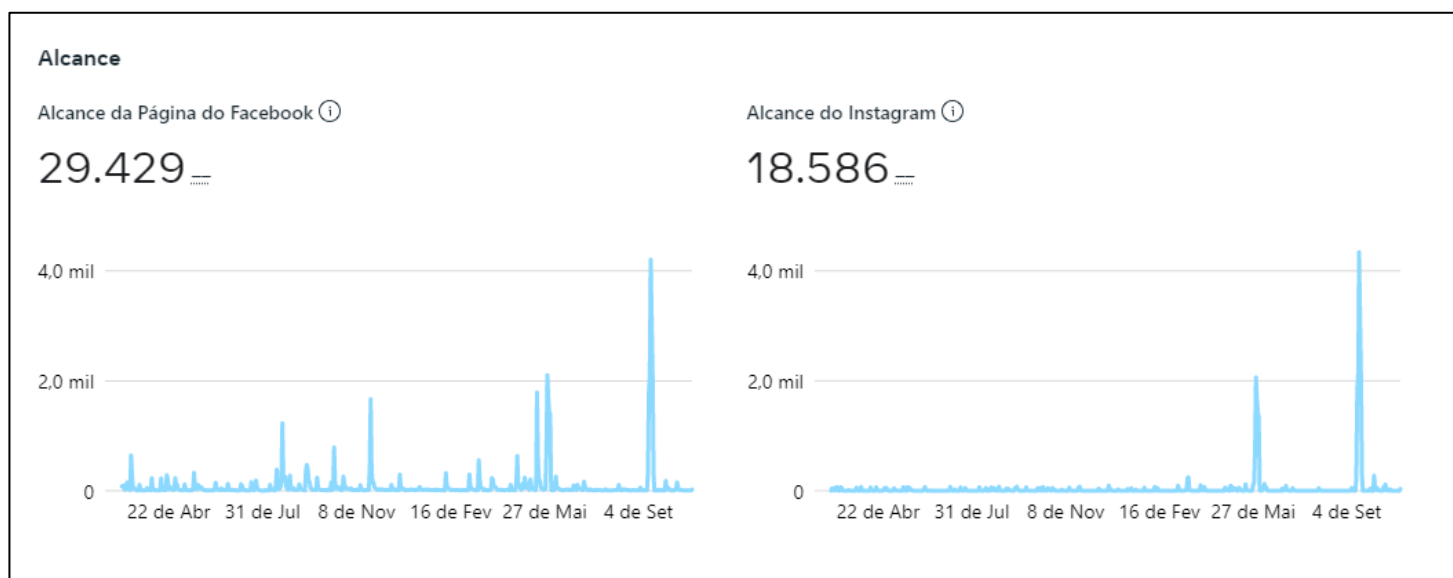 Alcance
Alcance da Página do Facebook
29.429 --
4,0 mil
2,0 mil
0
22 de Abr 31 de Jul 8 de Nov 16 de Fev 27 de Mai 4 de Set
Alcance do Instagram
18.586 --
4,0 mil
2,0 mil
0
22 de Abr 31 de Jul 8 de Nov 16 de Fev 27 de Mai 4 de Set